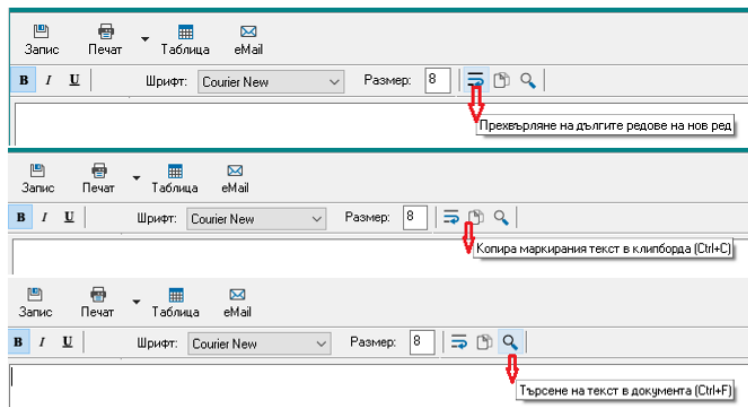 Запис Печат Таблица eMail
B I U Шрифт: Courier New Размер: 8
Прехвърляне на дългите редове на нов ред
Запис Печат Таблица eMail
B I U Шрифт: Courier New Размер: 8
Копира маркирания текст в клипборда (Ctrl+C)
Запис Печат Таблица eMail
B I U Шрифт: Courier New Размер: 8
Търсене на текст в документа (Ctrl+F)